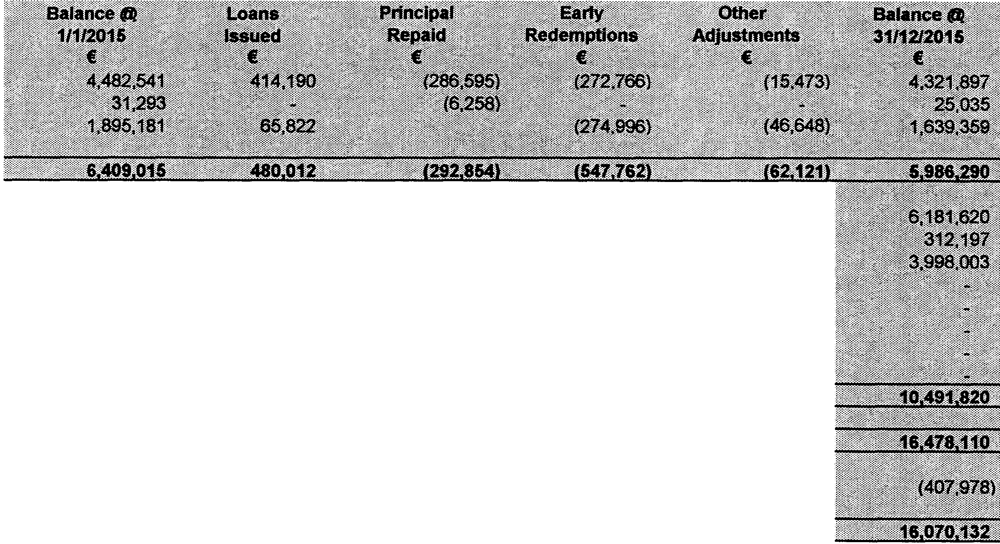 Balance @ Loans Principal Early Other Balance @
1/1/2015 Issued Repaid Redemptions Adjustments 31/12/2015
€ € € € € €
4,482,541 414,190 (286,595) (272,766) (15,473) 4,321,897
31,293 - (6,258) - - 25,035
1,895,181 65,822 (274,996) (46,648) 1,639,359
6,409,015 480,012 (292,854) (547,762) (62,121) 5,986,290
6,181,620
312,197
3,998,003
-
-
-
-
-
10,491,820
16,478,110
(407,978)
16,070,132